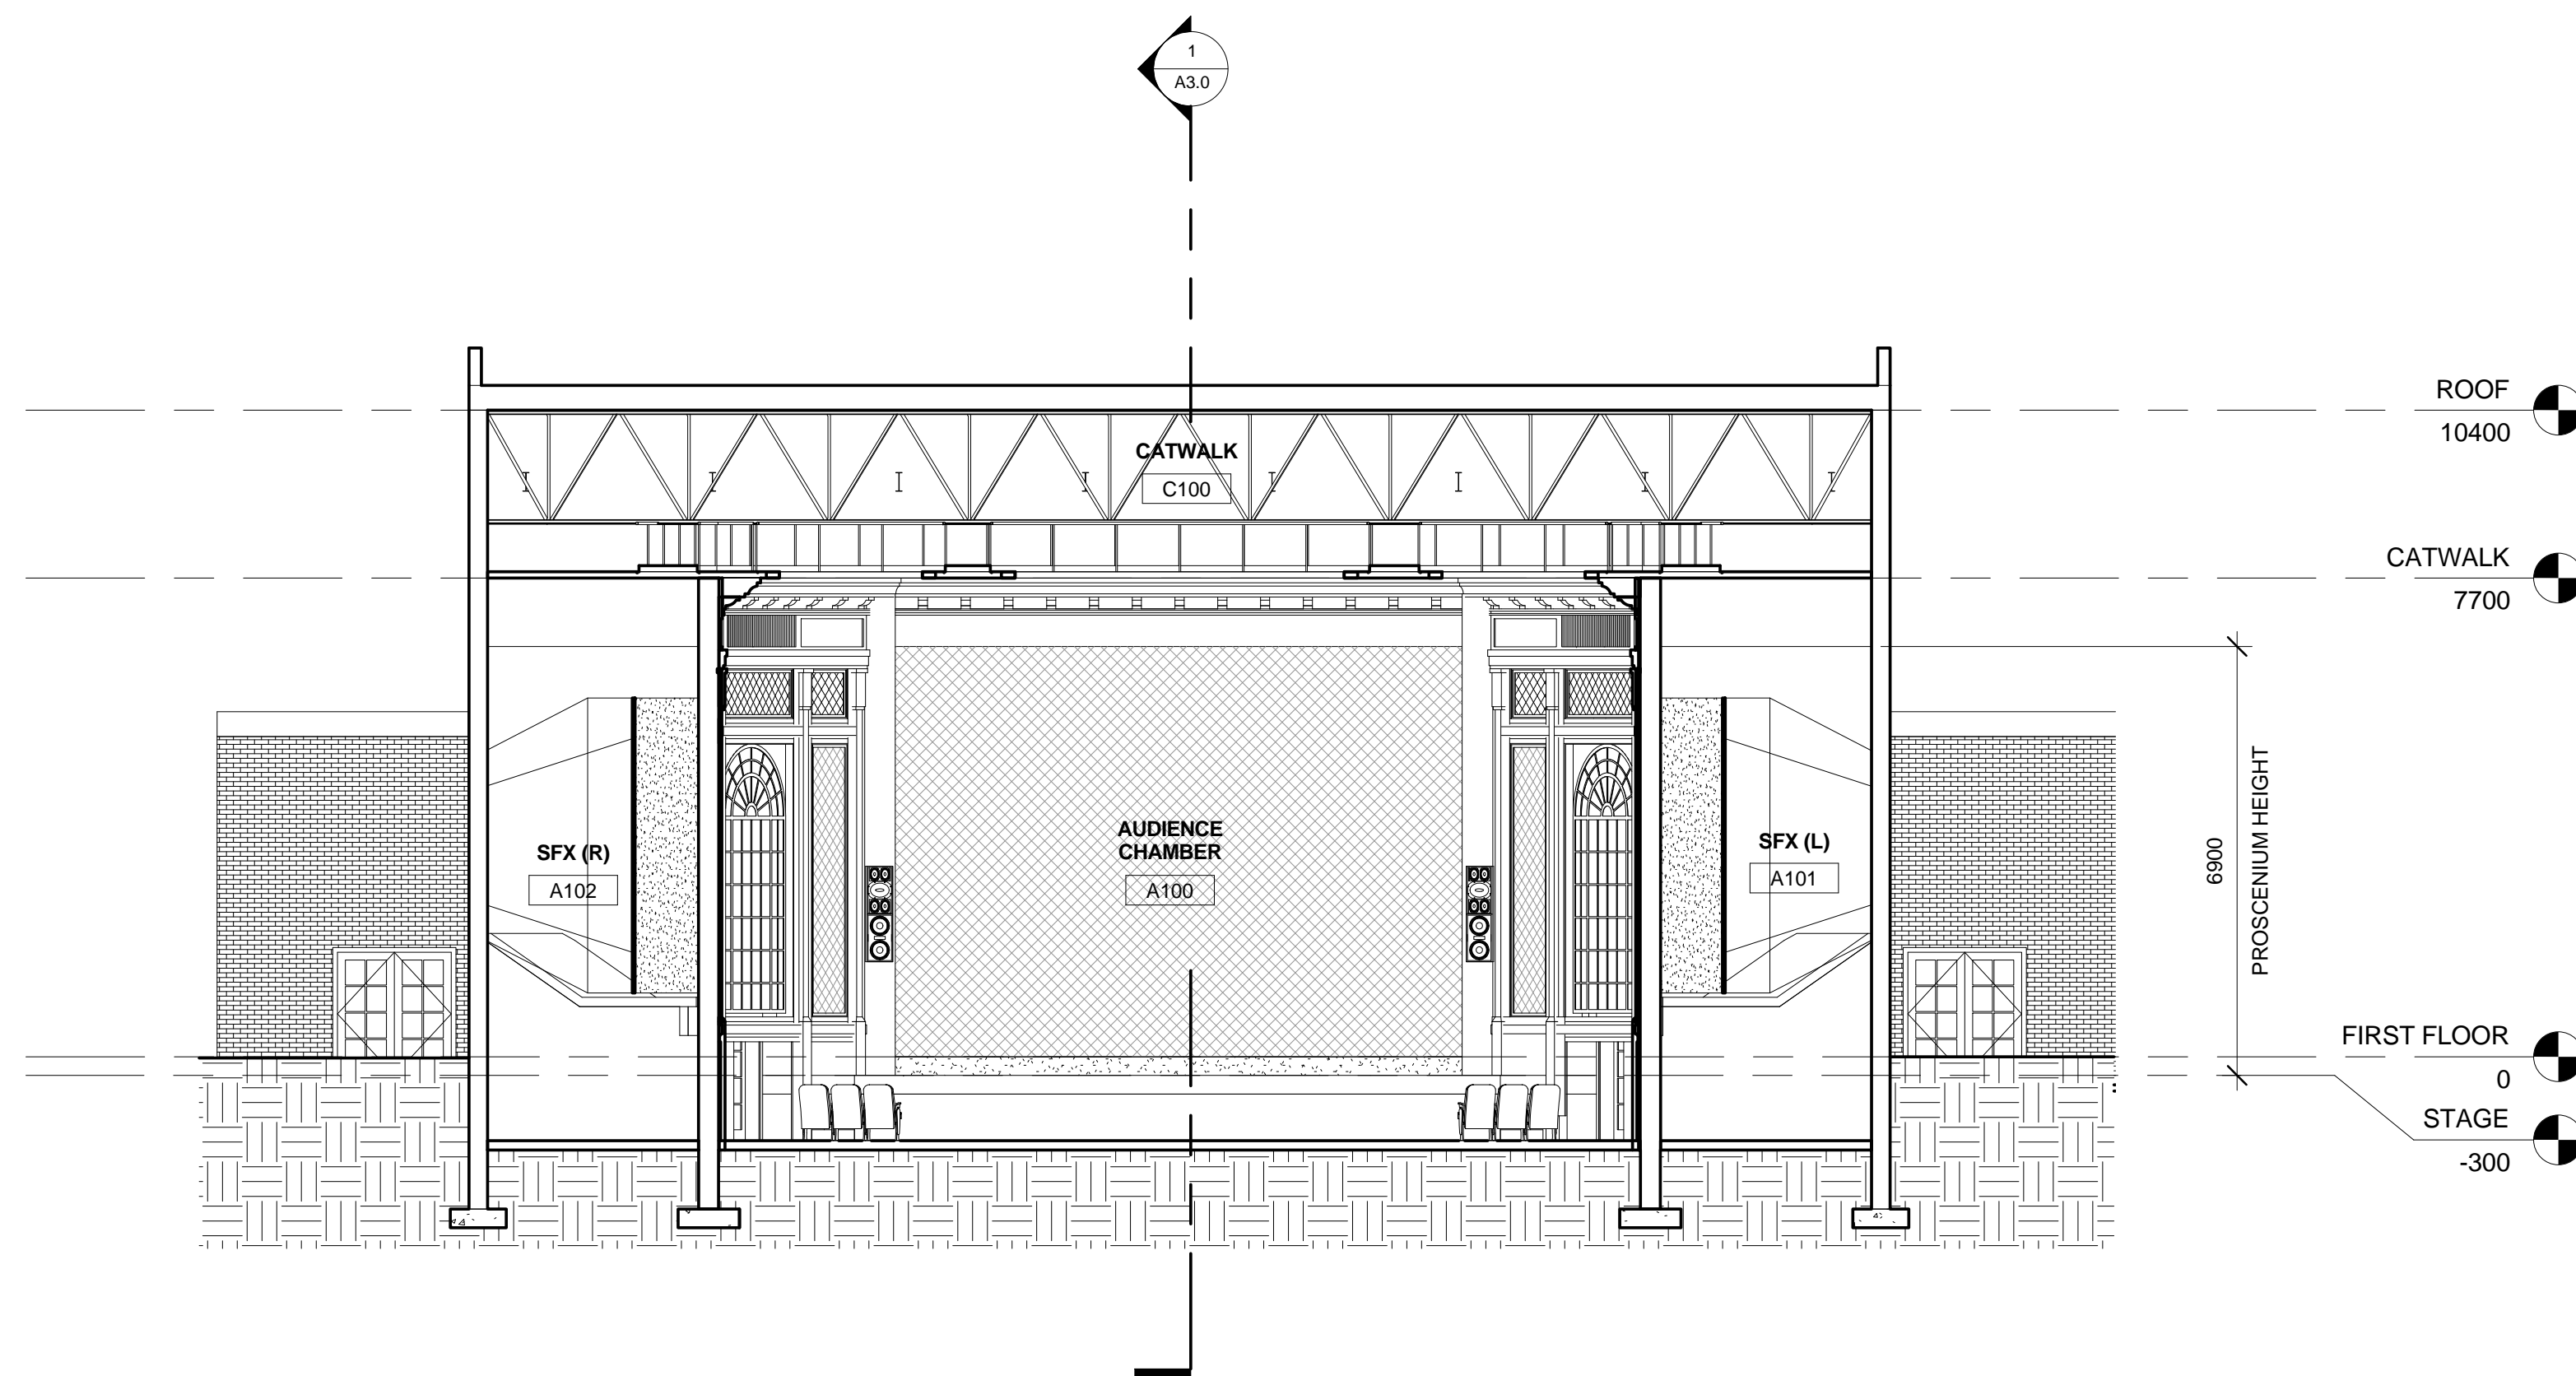 1
A3.0
ROOF
10400
CATWALK
C100
CATWALK
7700
AUDIENCE
CHAMBER
A100
SFX (R)
A102
SFX (L)
A101
6900
PROSCENIUM HEIGHT
FIRST FLOOR
0
STAGE
-300